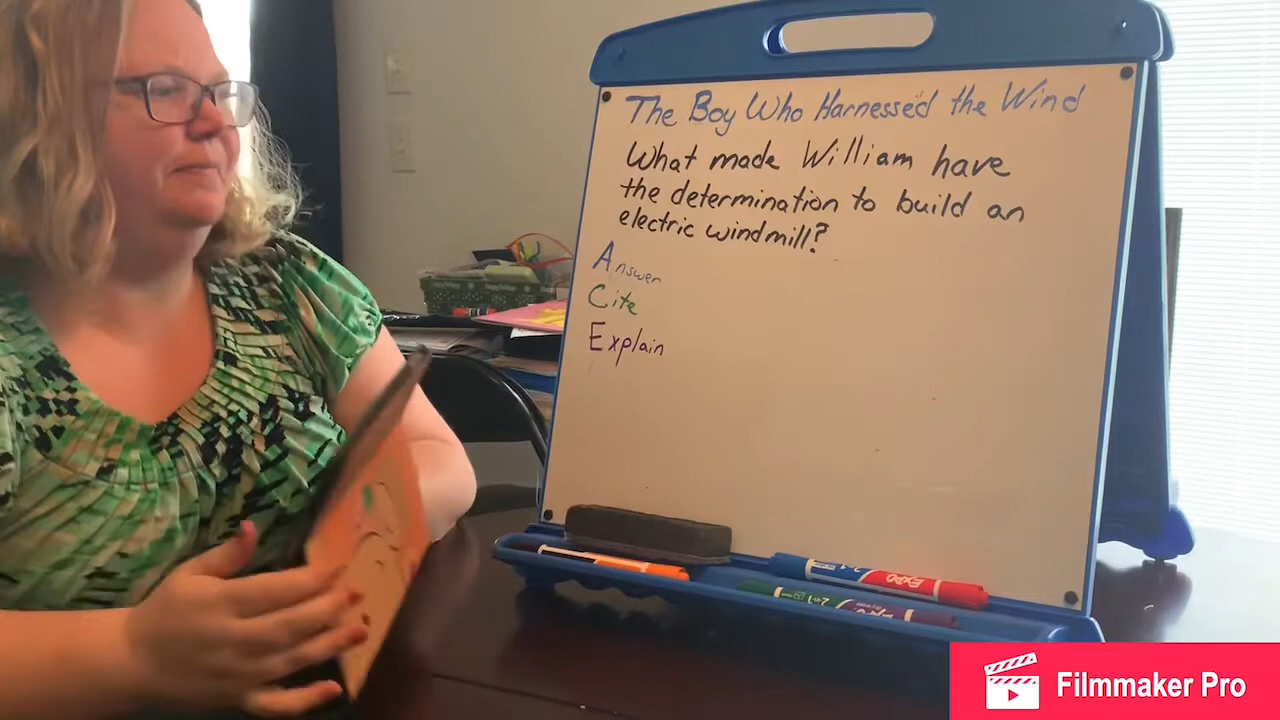 The Boy Who Harnessed the Wind
What made William have
the determination to build an
electric windmill?
Answer
Cite
Explain
EXPO
Filmmaker Pro